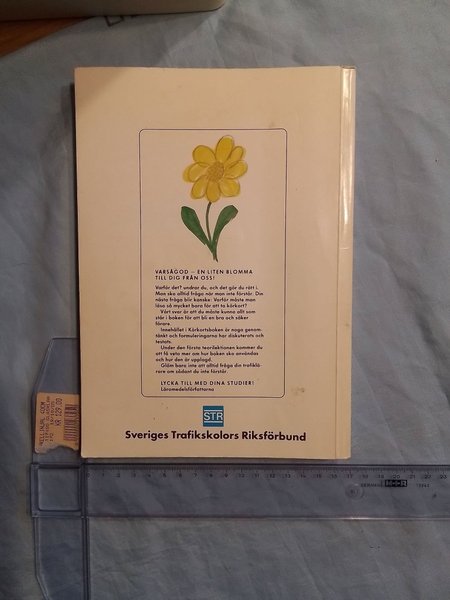 VARSÅGOD – EN LITEN BLOMMA
TILL DIG FRÅN OSS!
Varför det? undrar du, och det gör du rätt i.
Man ska alltid fråga när man inte förstår. Din
nästa fråga blir kanske: Varför måste man
läsa så mycket bara för att ta körkort?
Vårt svar är att du måste kunna allt som
står i boken för att bli en bra och säker
förare.
Innehållet i Körkortsboken är noga genom-
tänkt och formuleringarna har diskuterats och
testats.
Under den första teorilektionen kommer du
att få veta mer om hur boken ska användas
och hur den är upplagd.
Glöm bara inte att alltid fråga din trafiklä-
rare om sådant du inte förstår.
LYCKA TILL MED DINA STUDIER!
Läromedelsförfattarna
STR
Sveriges Trafikskolors Riksförbund
KR 129.00